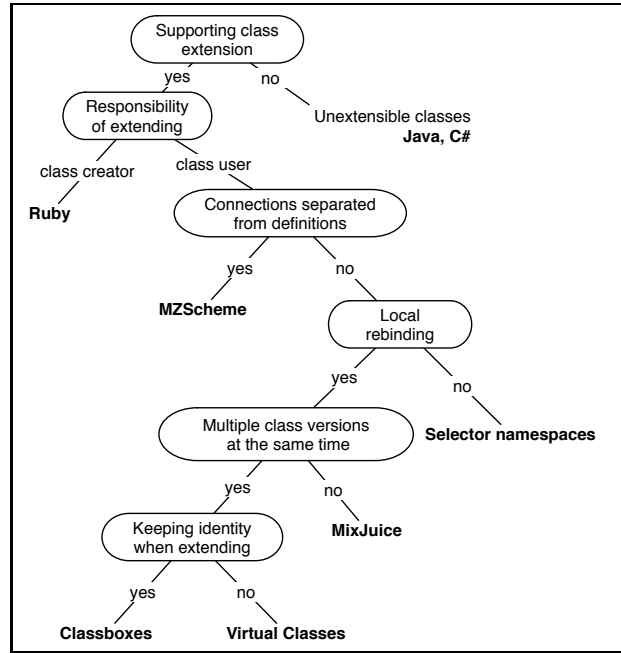 Supporting class
extension
yes
no
Responsibility
of extending
Unextensible classes
Java, C#
class creator
class user
Ruby
Connections separated
from definitions
yes
no
MZScheme
Local
rebinding
yes
no
Multiple class versions
at the same time
Selector namespaces
yes
no
Keeping identity
when extending
MixJuice
yes
no
Classboxes
Virtual Classes